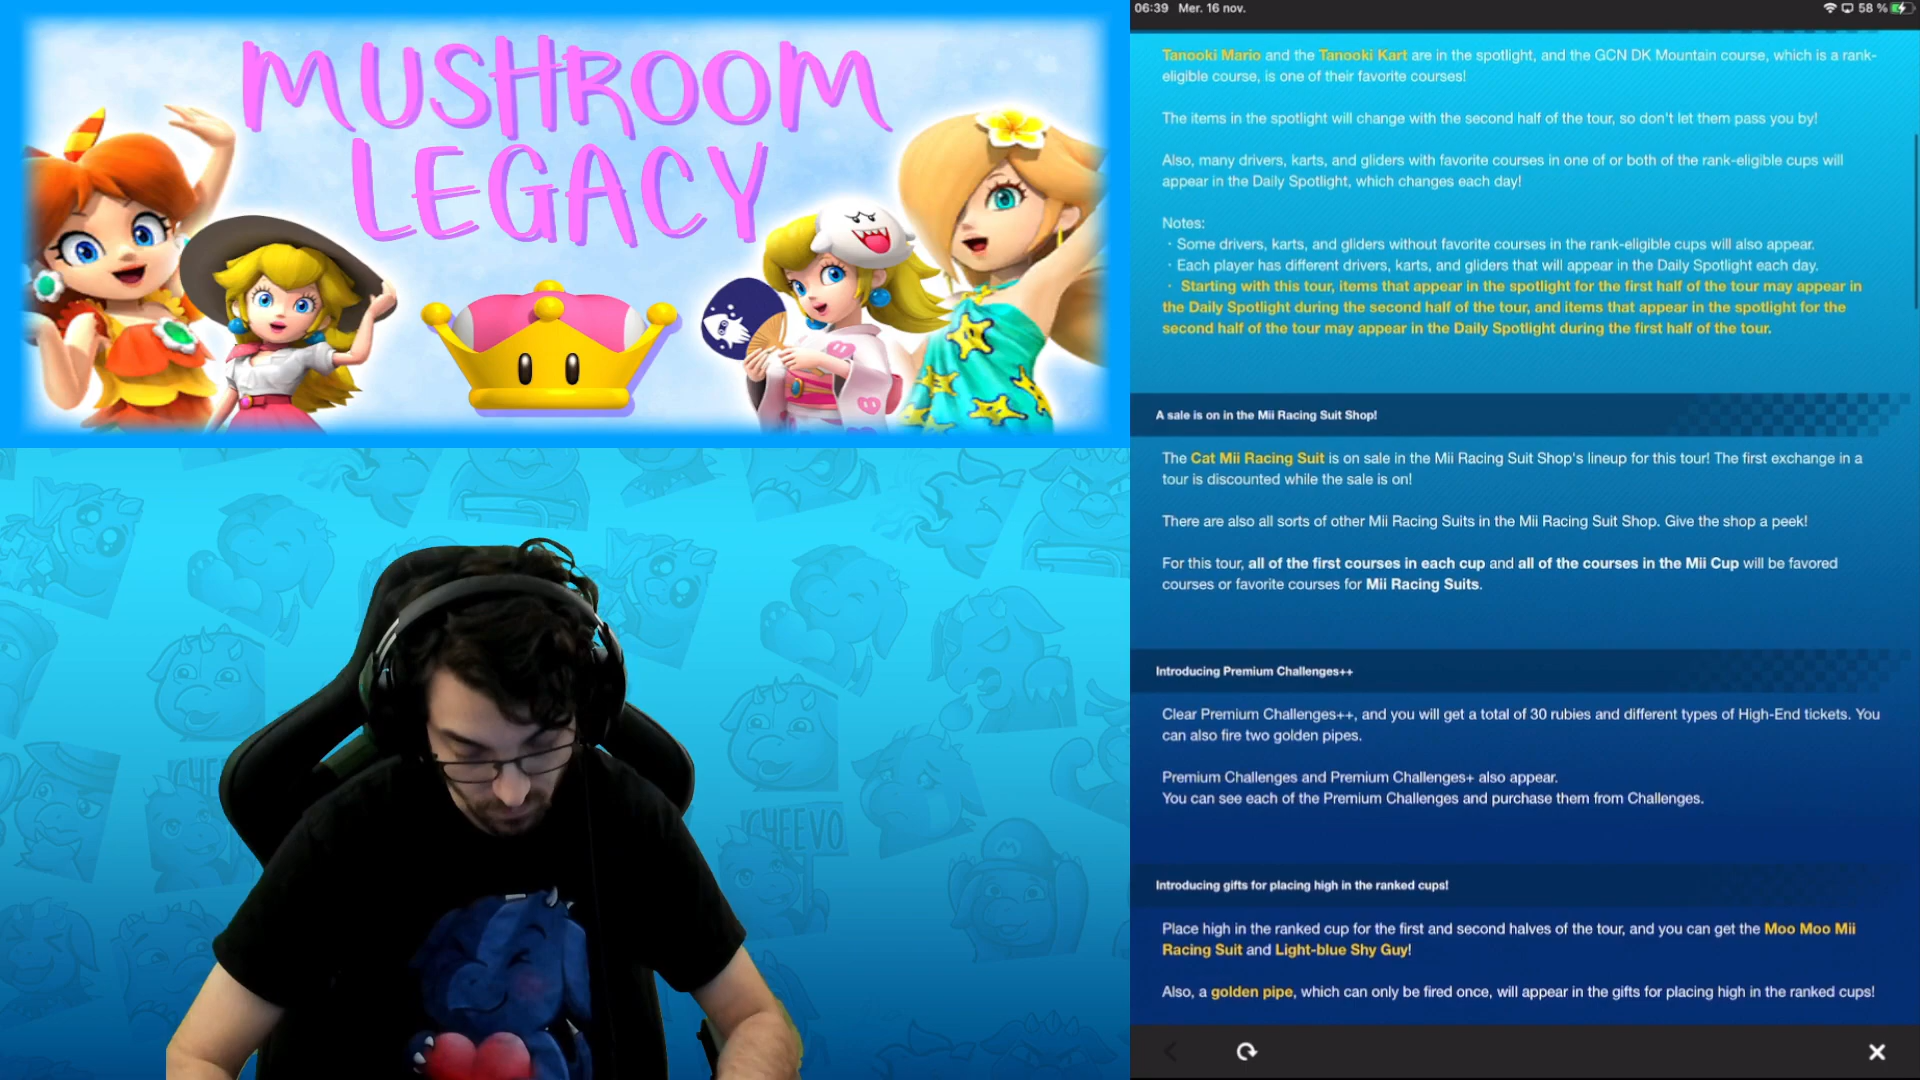 MUSHROOM
LEGACY
06:39 Mer. 16 nov.
58 %
Tanooki Mario and the Tanooki Kart are in the spotlight, and the GCN DK Mountain course, which is a rank-
eligible course, is one of their favorite courses!
The items in the spotlight will change with the second half of the tour, so don't let them pass you by!
Also, many drivers, karts, and gliders with favorite courses in one of or both of the rank-eligible cups will
appear in the Daily Spotlight, which changes each day!
Notes:
・Some drivers, karts, and gliders without favorite courses in the rank-eligible cups will also appear.
・Each player has different drivers, karts, and gliders that will appear in the Daily Spotlight each day.
・ Starting with this tour, items that appear in the spotlight for the first half of the tour may appear in
the Daily Spotlight during the second half of the tour, and items that appear in the spotlight for the
second half of the tour may appear in the Daily Spotlight during the first half of the tour.
A sale is on in the Mii Racing Suit Shop!
The Cat Mii Racing Suit is on sale in the Mii Racing Suit Shop's lineup for this tour! The first exchange in a
tour is discounted while the sale is on!
There are also all sorts of other Mii Racing Suits in the Mii Racing Suit Shop. Give the shop a peek!
For this tour, all of the first courses in each cup and all of the courses in the Mii Cup will be favored
courses or favorite courses for Mii Racing Suits.
Introducing Premium Challenges++
Clear Premium Challenges++, and you will get a total of 30 rubies and different types of High-End tickets. You
can also fire two golden pipes.
Premium Challenges and Premium Challenges+ also appear.
You can see each of the Premium Challenges and purchase them from Challenges.
Introducing gifts for placing high in the ranked cups!
Place high in the ranked cup for the first and second halves of the tour, and you can get the Moo Moo Mii
Racing Suit and Light-blue Shy Guy!
Also, a golden pipe, which can only be fired once, will appear in the gifts for placing high in the ranked cups!